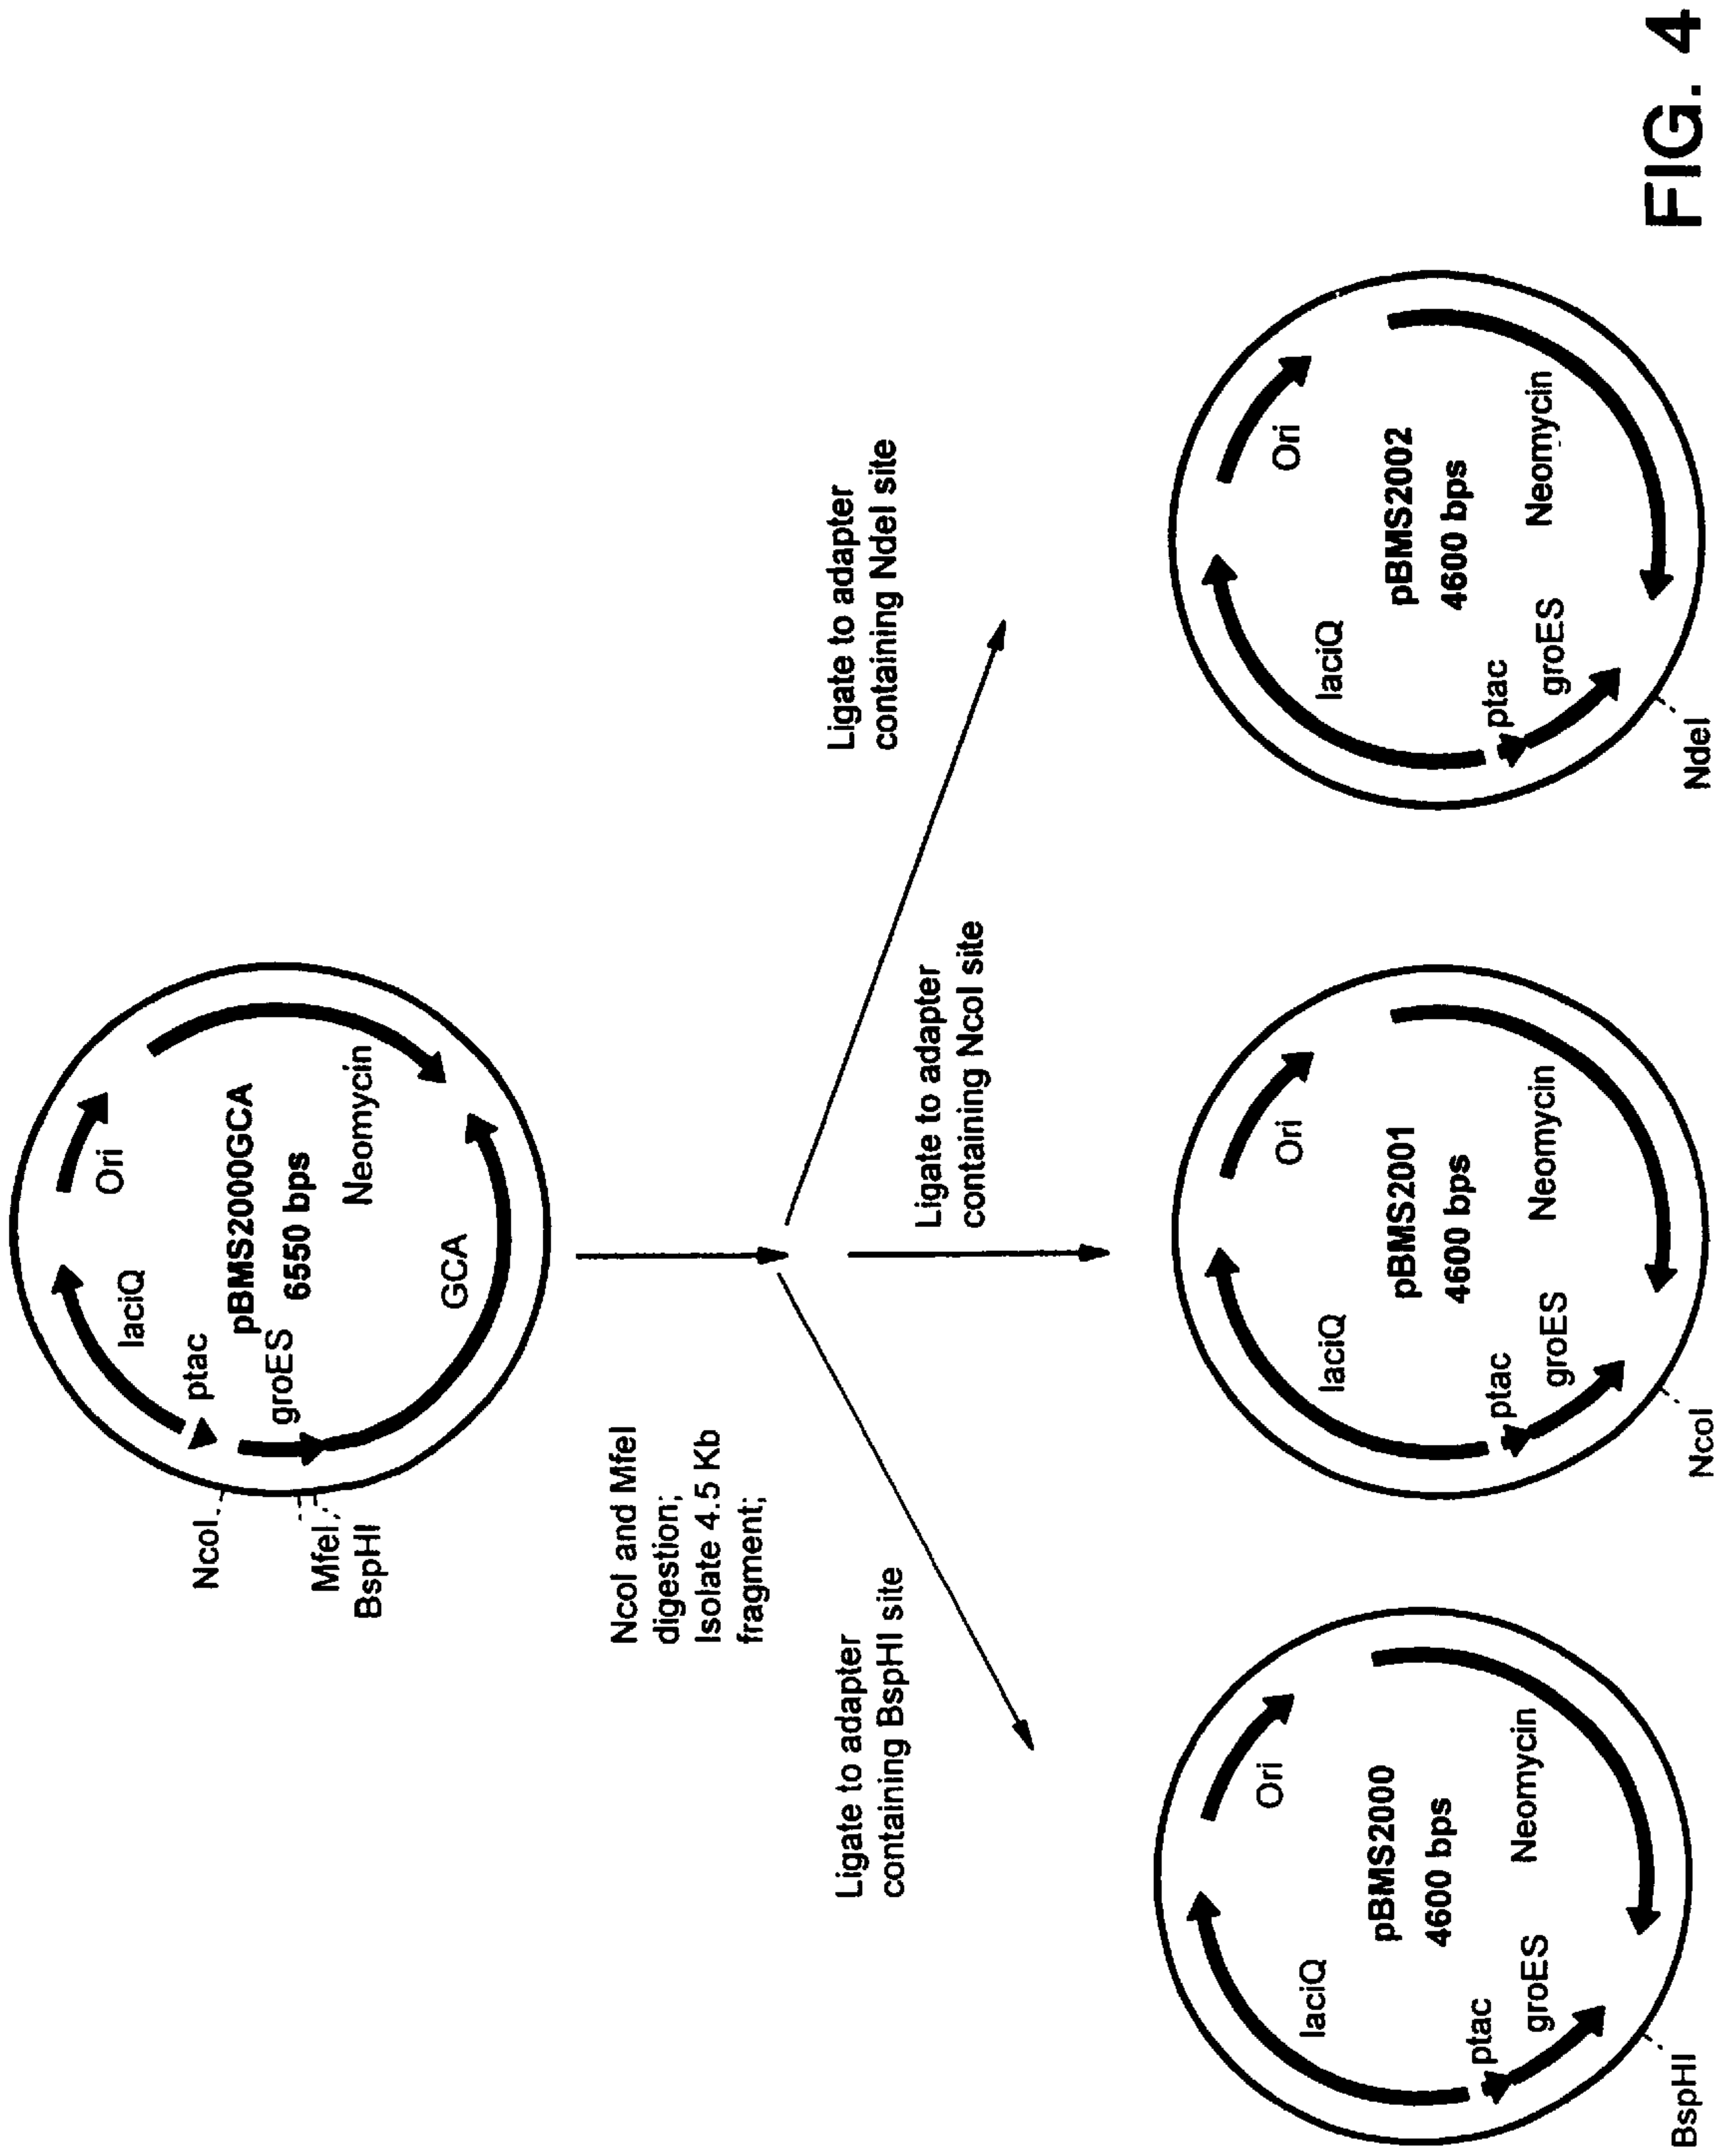 NcoI
MfeI
BspHI
laciQ
Ori
ptac
pBMS2000GCA
6550 bps
groES
Neomycin
GCA
NcoI and MfeI
digestion;
Isolate 4.5 Kb
fragment;
Ligate to adapter
containing BspHI site
Ligate to adapter
containing NcoI site
Ligate to adapter
containing NdeI site
laciQ
Ori
pBMS2000
4600 bps
ptac
groES
Neomycin
BspHI
laciQ
Ori
pBMS2001
4600 bps
ptac
groES
Neomycin
NcoI
laciQ
Ori
pBMS2002
4600 bps
ptac
groES
Neomycin
NdeI
FIG. 4